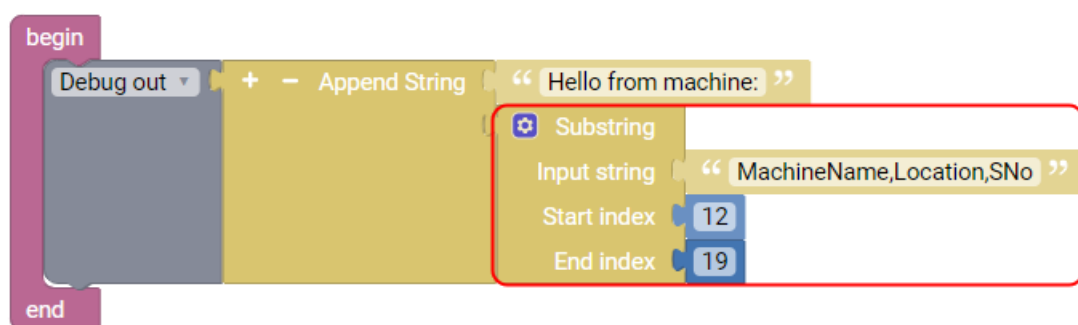 begin
Debug out ▾ + − Append String “ Hello from machine: ”
Substring
Input string “ MachineName,Location,SNo ”
Start index 12
End index 19
end